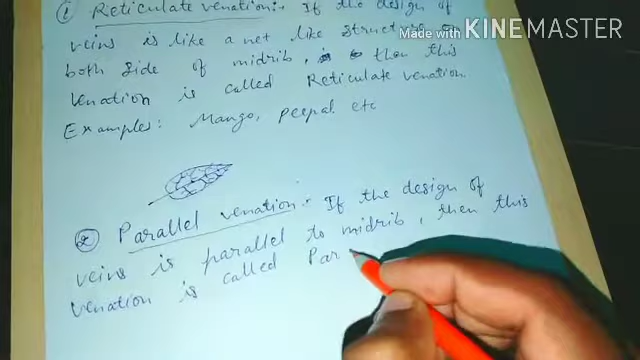 (i) Reticulate venation :- If the design of
Made with KINEMASTER
veins is like a net like structure on
both side of midrib, then this
venation is called Reticulate venation.
Examples: Mango, peepal etc
(2) Parallel venation :- If the design of
veins is parallel to midrib, then this
venation is called Par